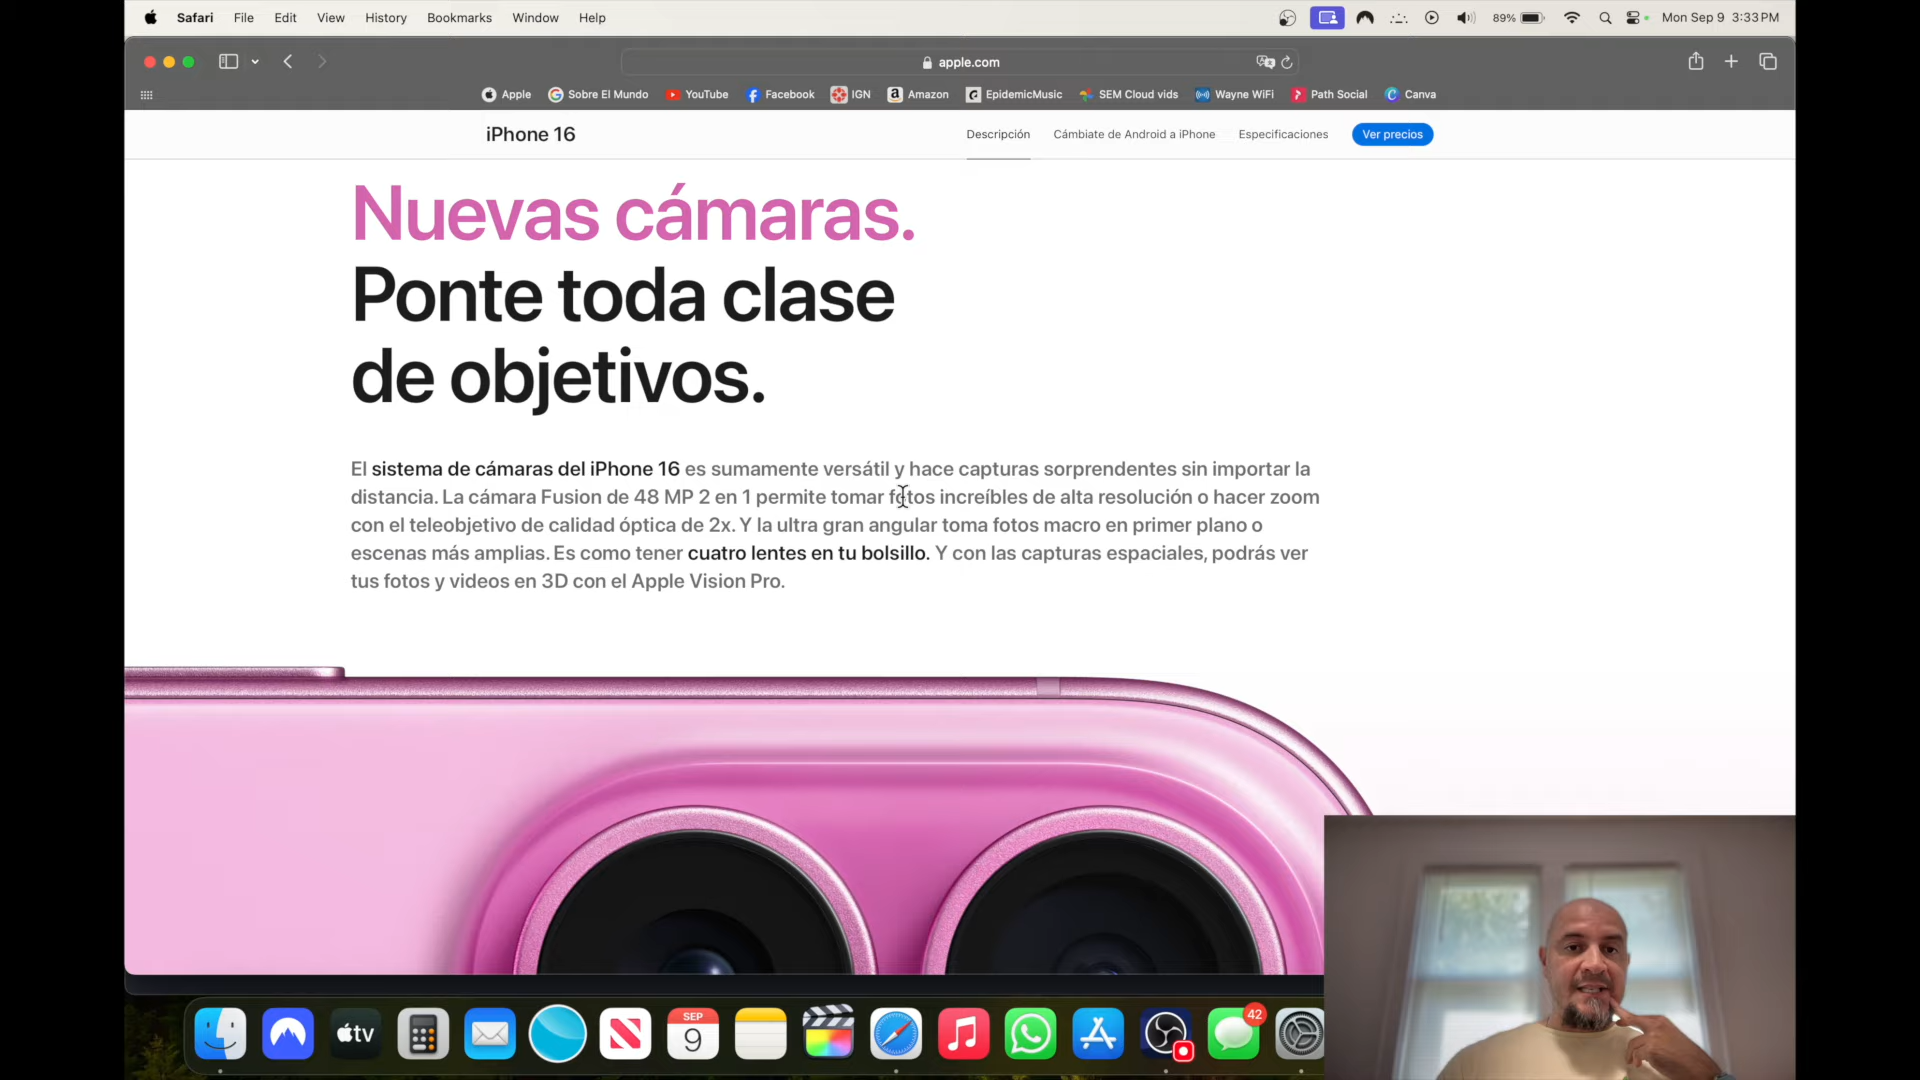 Safari File Edit View History Bookmarks Window Help 89% Mon Sep 9 3:33 PM
apple.com
Apple Sobre El Mundo YouTube Facebook IGN Amazon EpidemicMusic SEM Cloud vids Wayne WiFi Path Social Canva
iPhone 16 Descripción Cámbiate de Android a iPhone Especificaciones Ver precios
Nuevas cámaras.
Ponte toda clase
de objetivos.
El sistema de cámaras del iPhone 16 es sumamente versátil y hace capturas sorprendentes sin importar la
distancia. La cámara Fusion de 48 MP 2 en 1 permite tomar fotos increíbles de alta resolución o hacer zoom
con el teleobjetivo de calidad óptica de 2x. Y la ultra gran angular toma fotos macro en primer plano o
escenas más amplias. Es como tener cuatro lentes en tu bolsillo. Y con las capturas espaciales, podrás ver
tus fotos y videos en 3D con el Apple Vision Pro.
tv
SEP
9
42